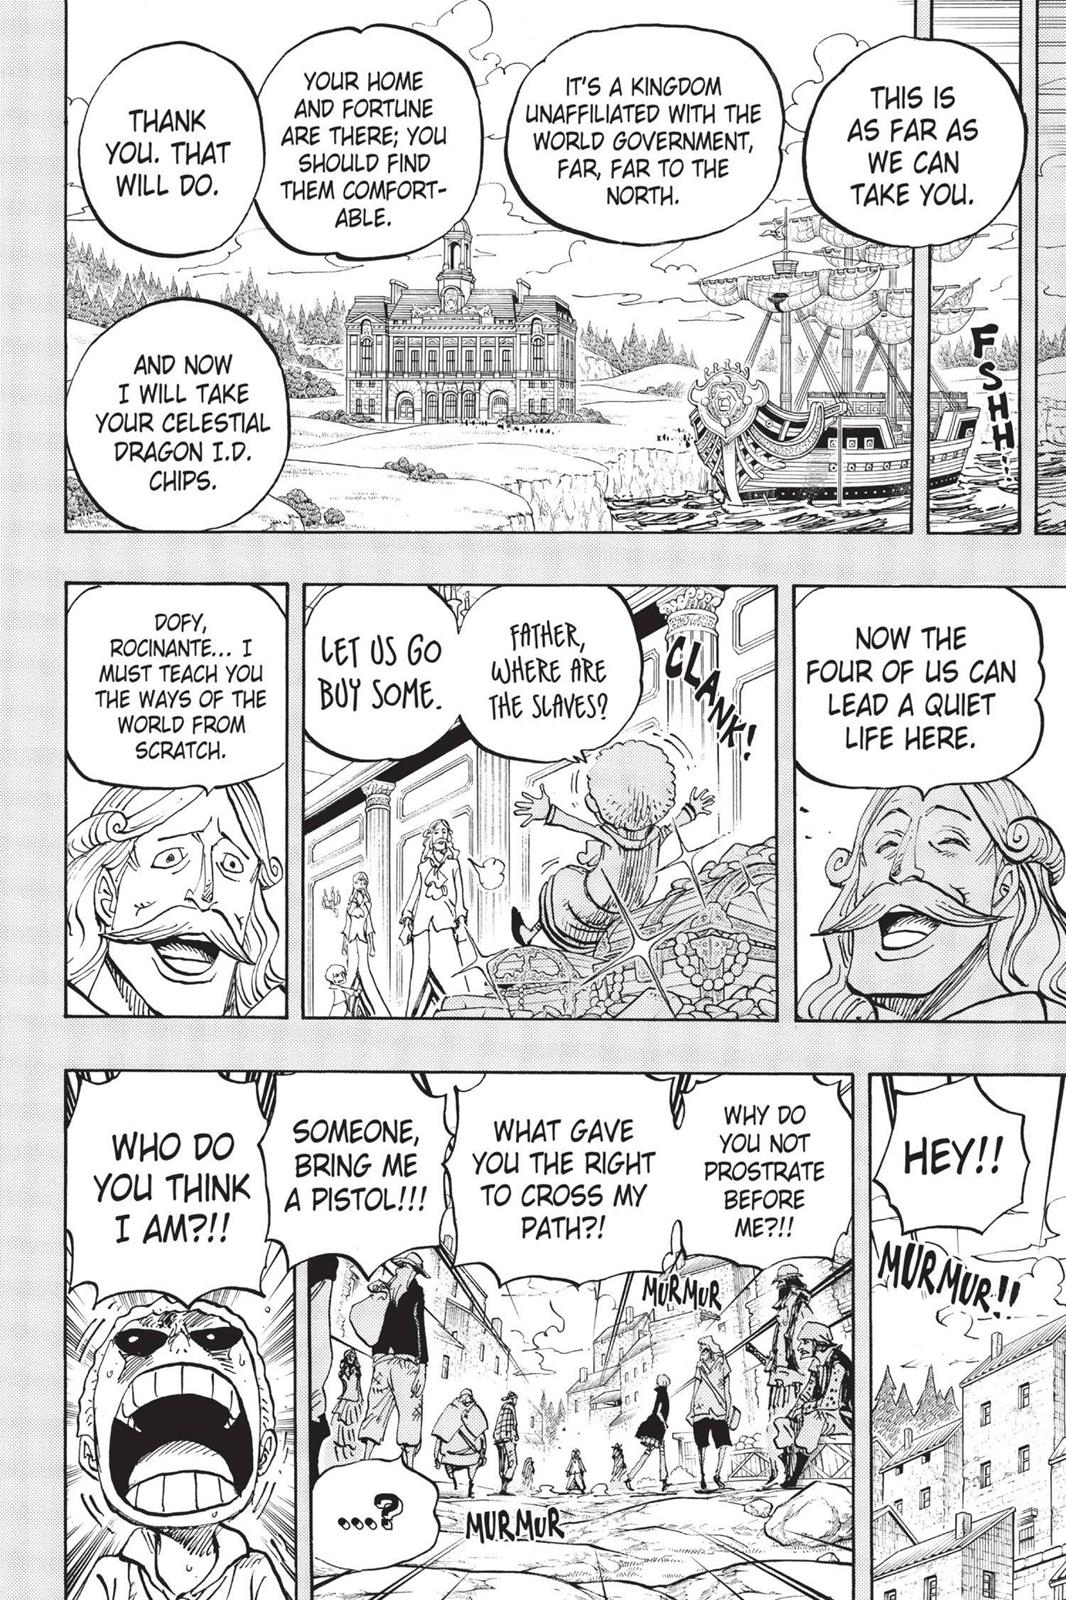 THIS IS
AS FAR AS
WE CAN
TAKE YOU.
IT'S A KINGDOM
UNAFFILIATED WITH THE
WORLD GOVERNMENT,
FAR, FAR TO THE
NORTH.
YOUR HOME
AND FORTUNE
ARE THERE; YOU
SHOULD FIND
THEM COMFORT-
ABLE.
THANK
YOU. THAT
WILL DO.
FSHH!
AND NOW
I WILL TAKE
YOUR CELESTIAL
DRAGON I.D.
CHIPS.
NOW THE
FOUR OF US CAN
LEAD A QUIET
LIFE HERE.
CLANK!
FATHER,
WHERE ARE
THE SLAVES?
LET US GO
BUY SOME.
DOFY,
ROCINANTE... I
MUST TEACH YOU
THE WAYS OF THE
WORLD FROM
SCRATCH.
HEY!!
MURMUR!!
WHY DO
YOU NOT
PROSTRATE
BEFORE
ME?!!
WHAT GAVE
YOU THE RIGHT
TO CROSS MY
PATH?!
SOMEONE,
BRING ME
A PISTOL!!!
WHO DO
YOU THINK
I AM?!!
MURMUR
...?
MURMUR